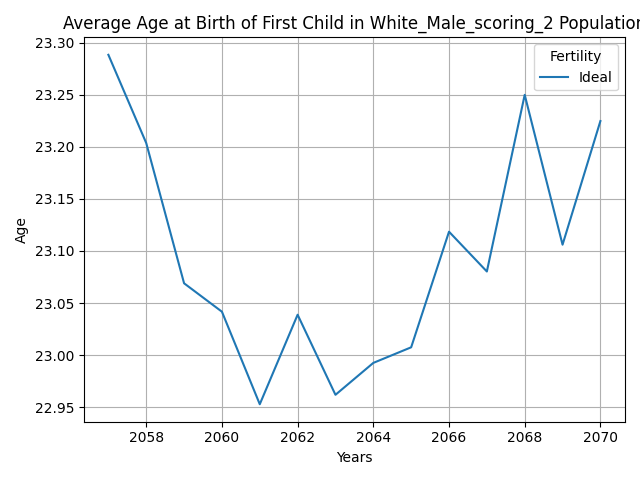 Average Age at Birth of First Child in White_Male_scoring_2 Population
23.30
23.25
23.20
23.15
23.10
23.05
23.00
22.95
Age
Fertility
Ideal
2058 2060 2062 2064 2066 2068 2070
Years